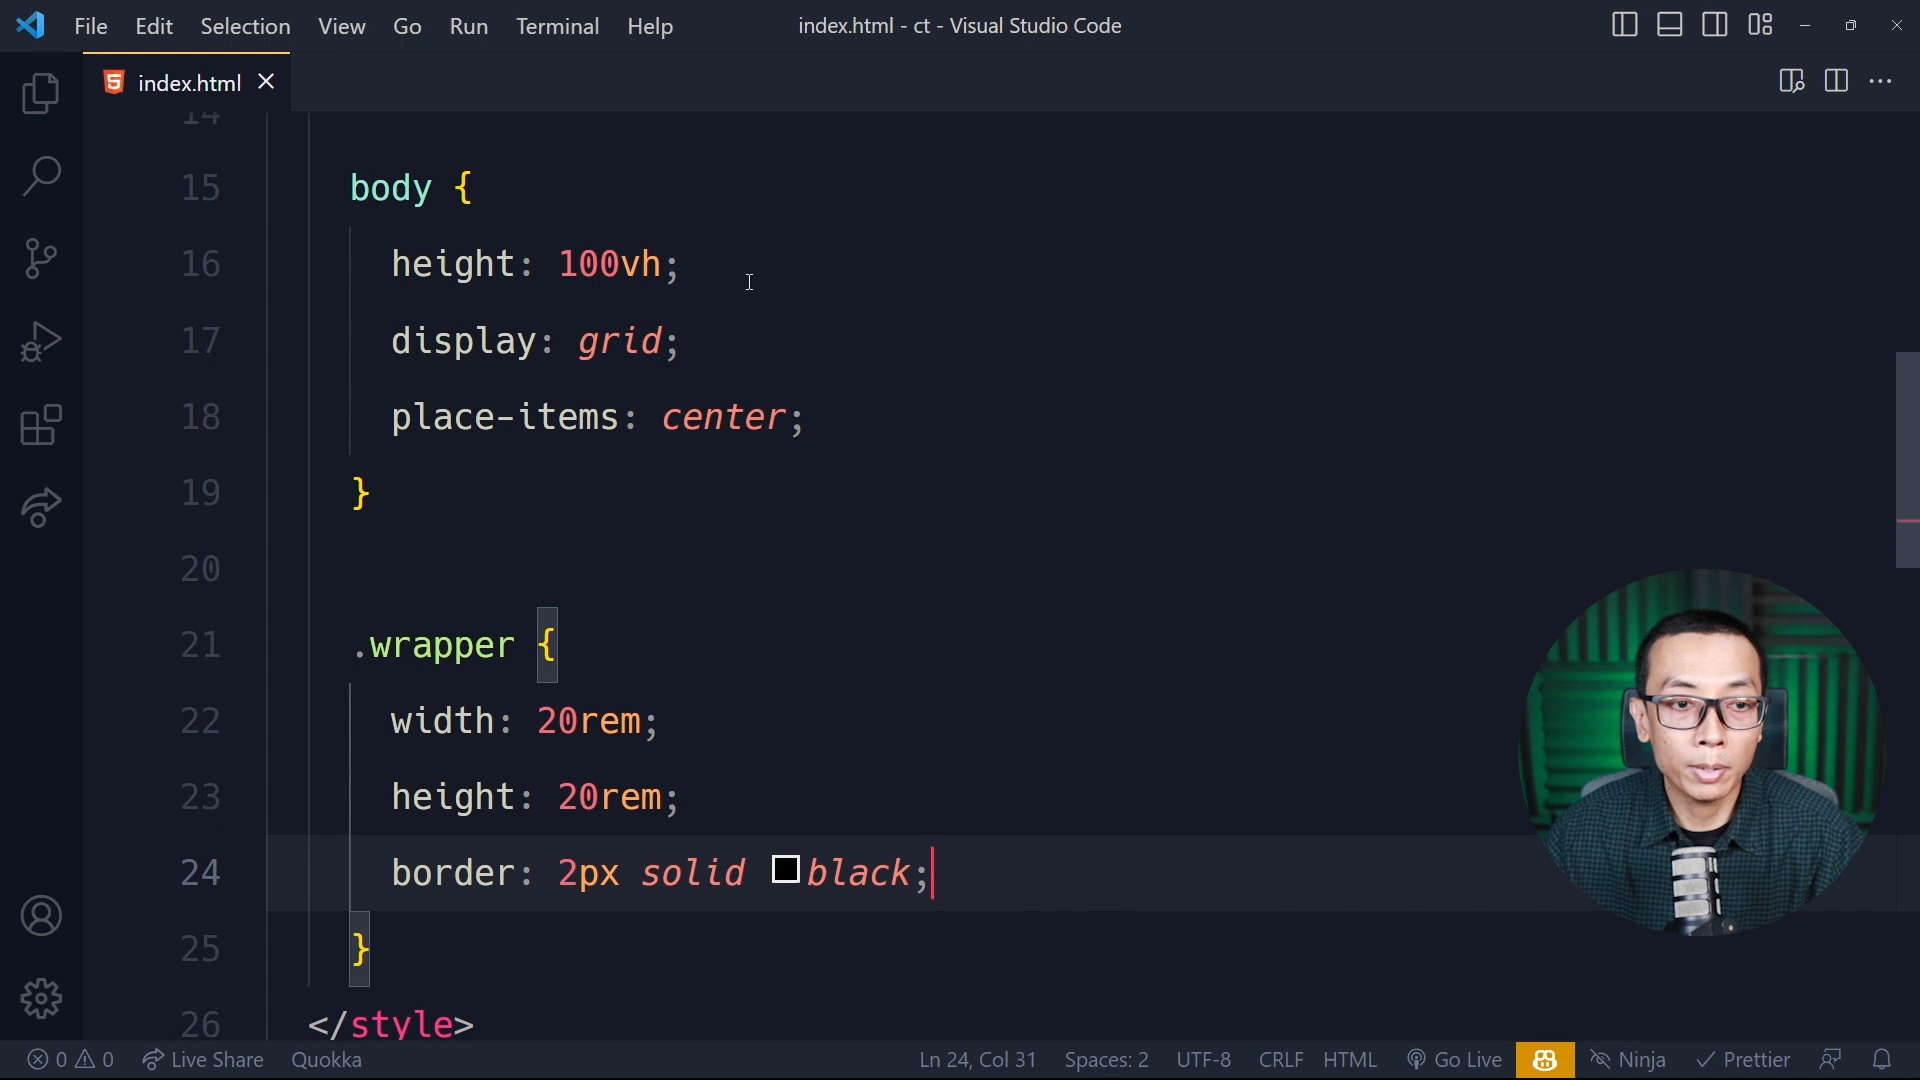 File Edit Selection View Go Run Terminal Help index.html - ct - Visual Studio Code
index.html
14
15 body {
16 height: 100vh;
17 display: grid;
18 place-items: center;
19 }
20
21 .wrapper {
22 width: 20rem;
23 height: 20rem;
24 border: 2px solid black;
25 }
26 </style>
0 0 Live Share Quokka Ln 24, Col 31 Spaces: 2 UTF-8 CRLF HTML Go Live Ninja Prettier